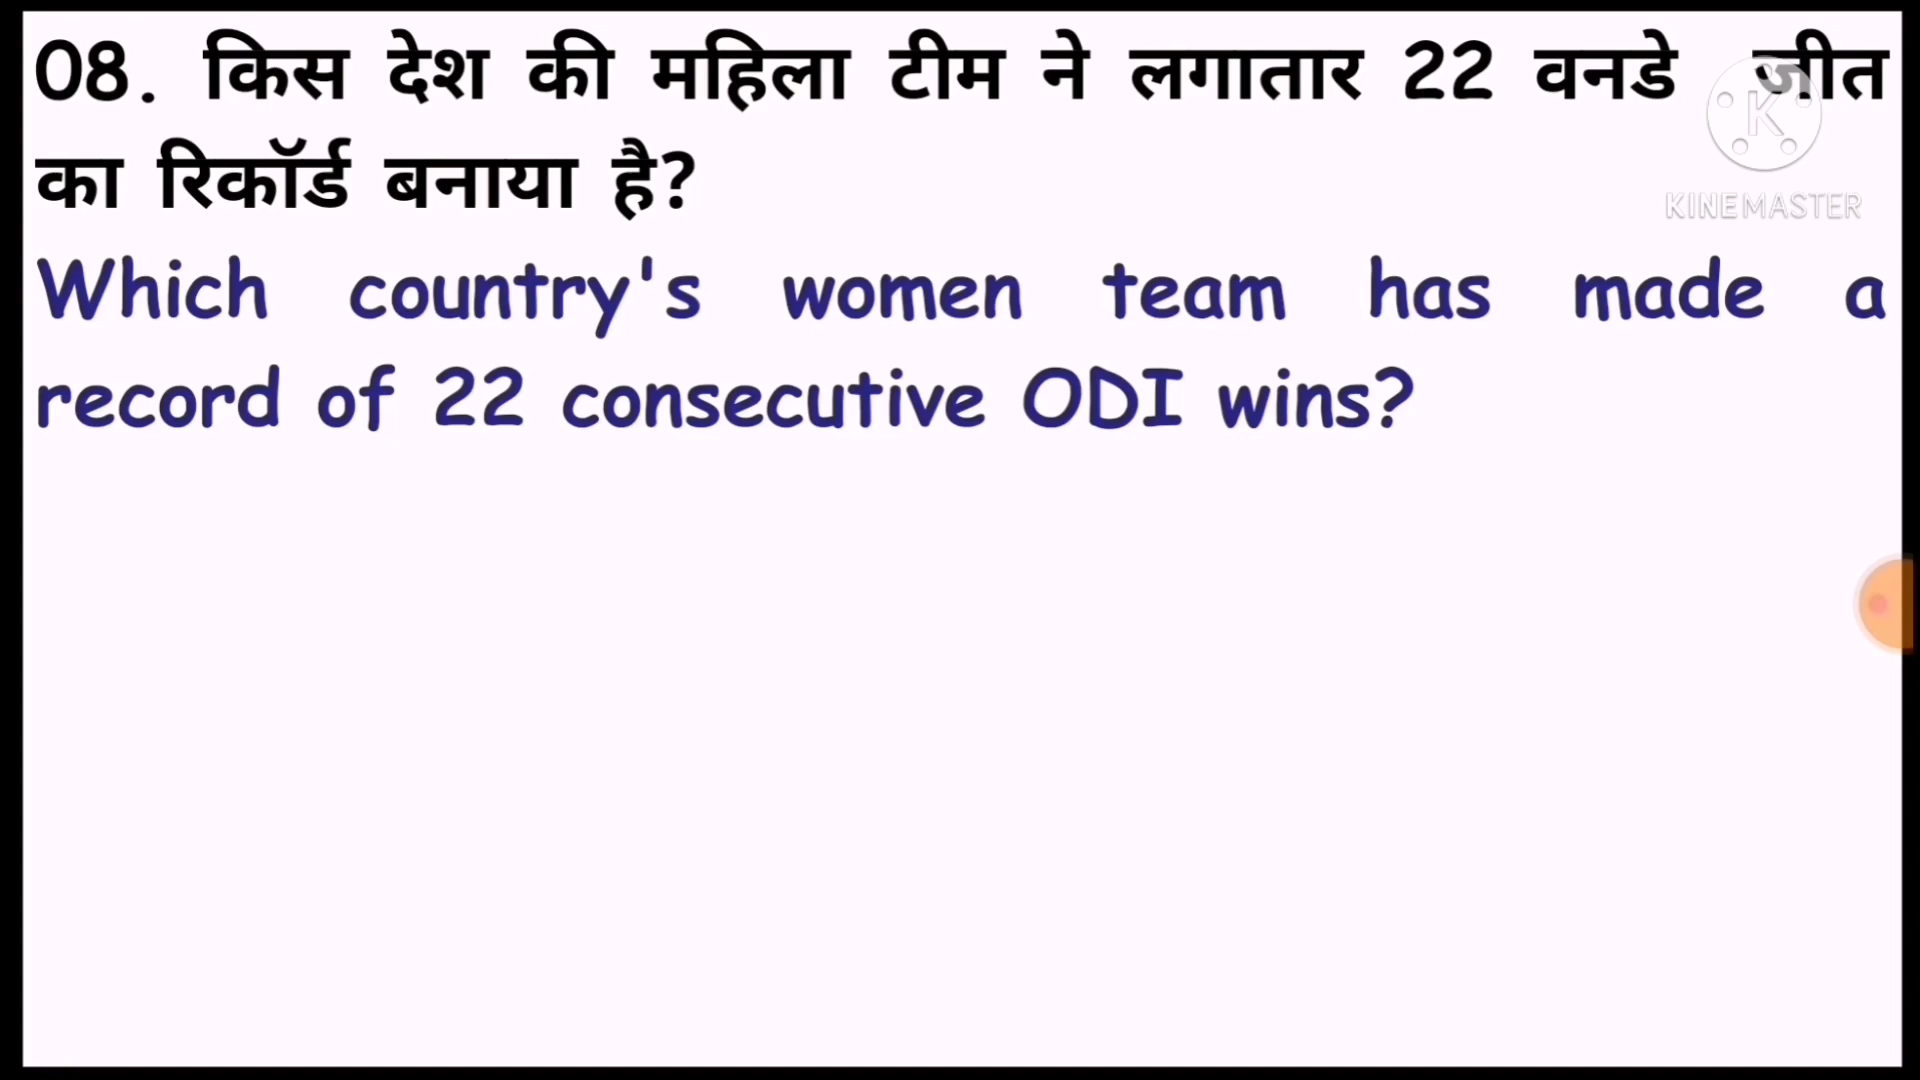 08. किस देश की महिला टीम ने लगातार 22 वनडे जीत
का रिकॉर्ड बनाया है?
Which country's women team has made a
record of 22 consecutive ODI wins?
K
KINEMASTER